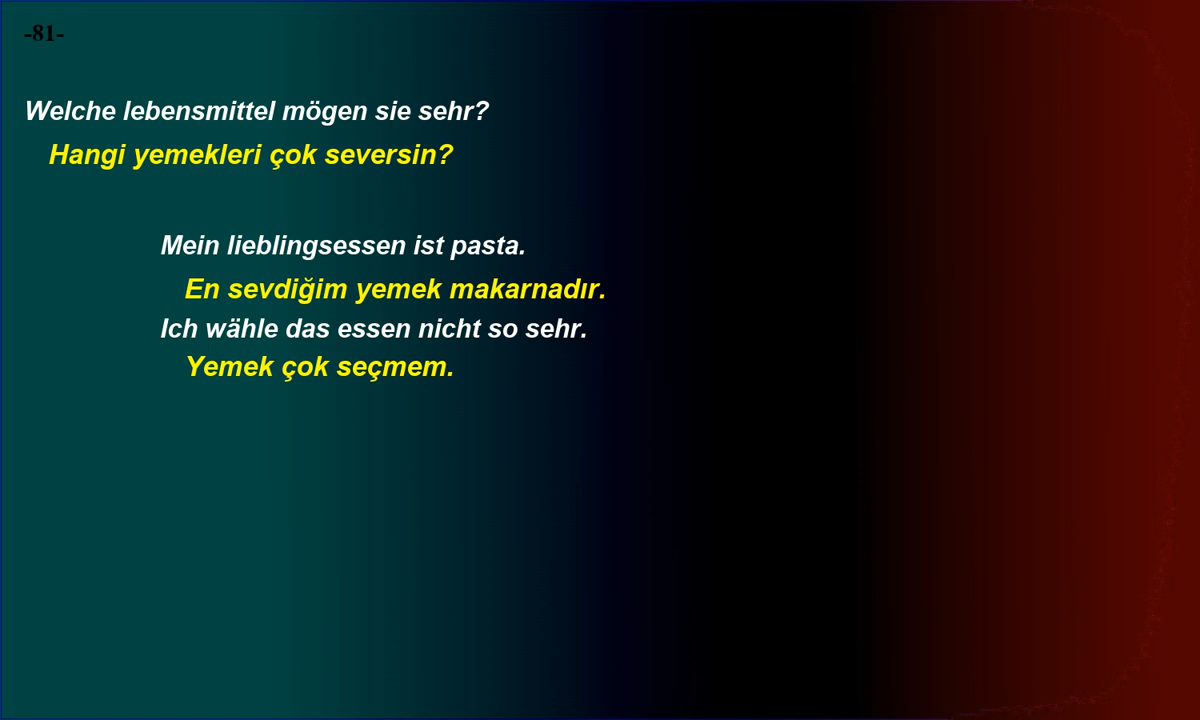 -81-
Welche lebensmittel mögen sie sehr?
Hangi yemekleri çok seversin?
Mein lieblingsessen ist pasta.
En sevdiğim yemek makarnadır.
Ich wähle das essen nicht so sehr.
Yemek çok seçmem.